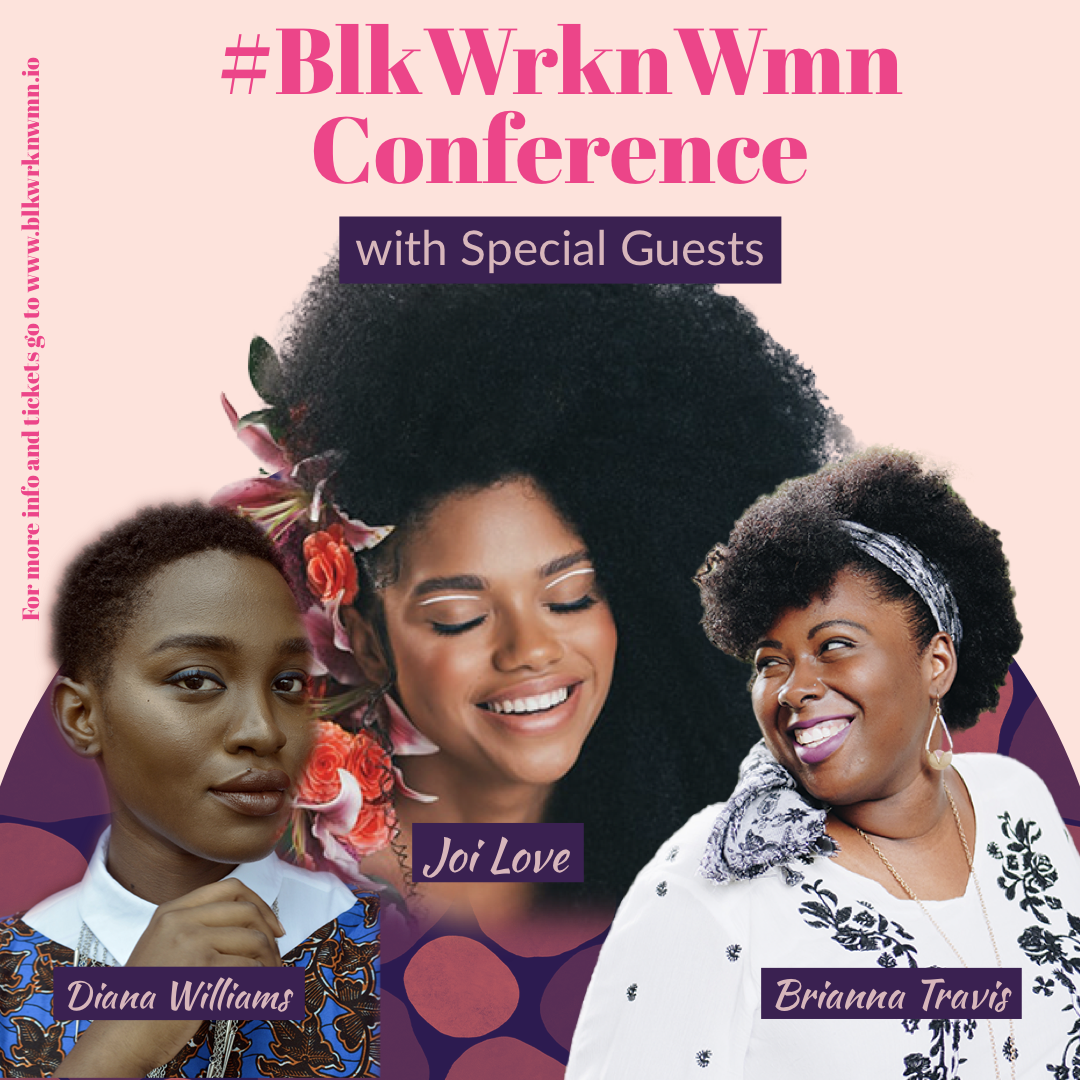 #BlkWrknWmn
Conference
with Special Guests
For more info and tickets go to www.blkwrknwmn.io
Joi Love
Diana Williams
Brianna Travis